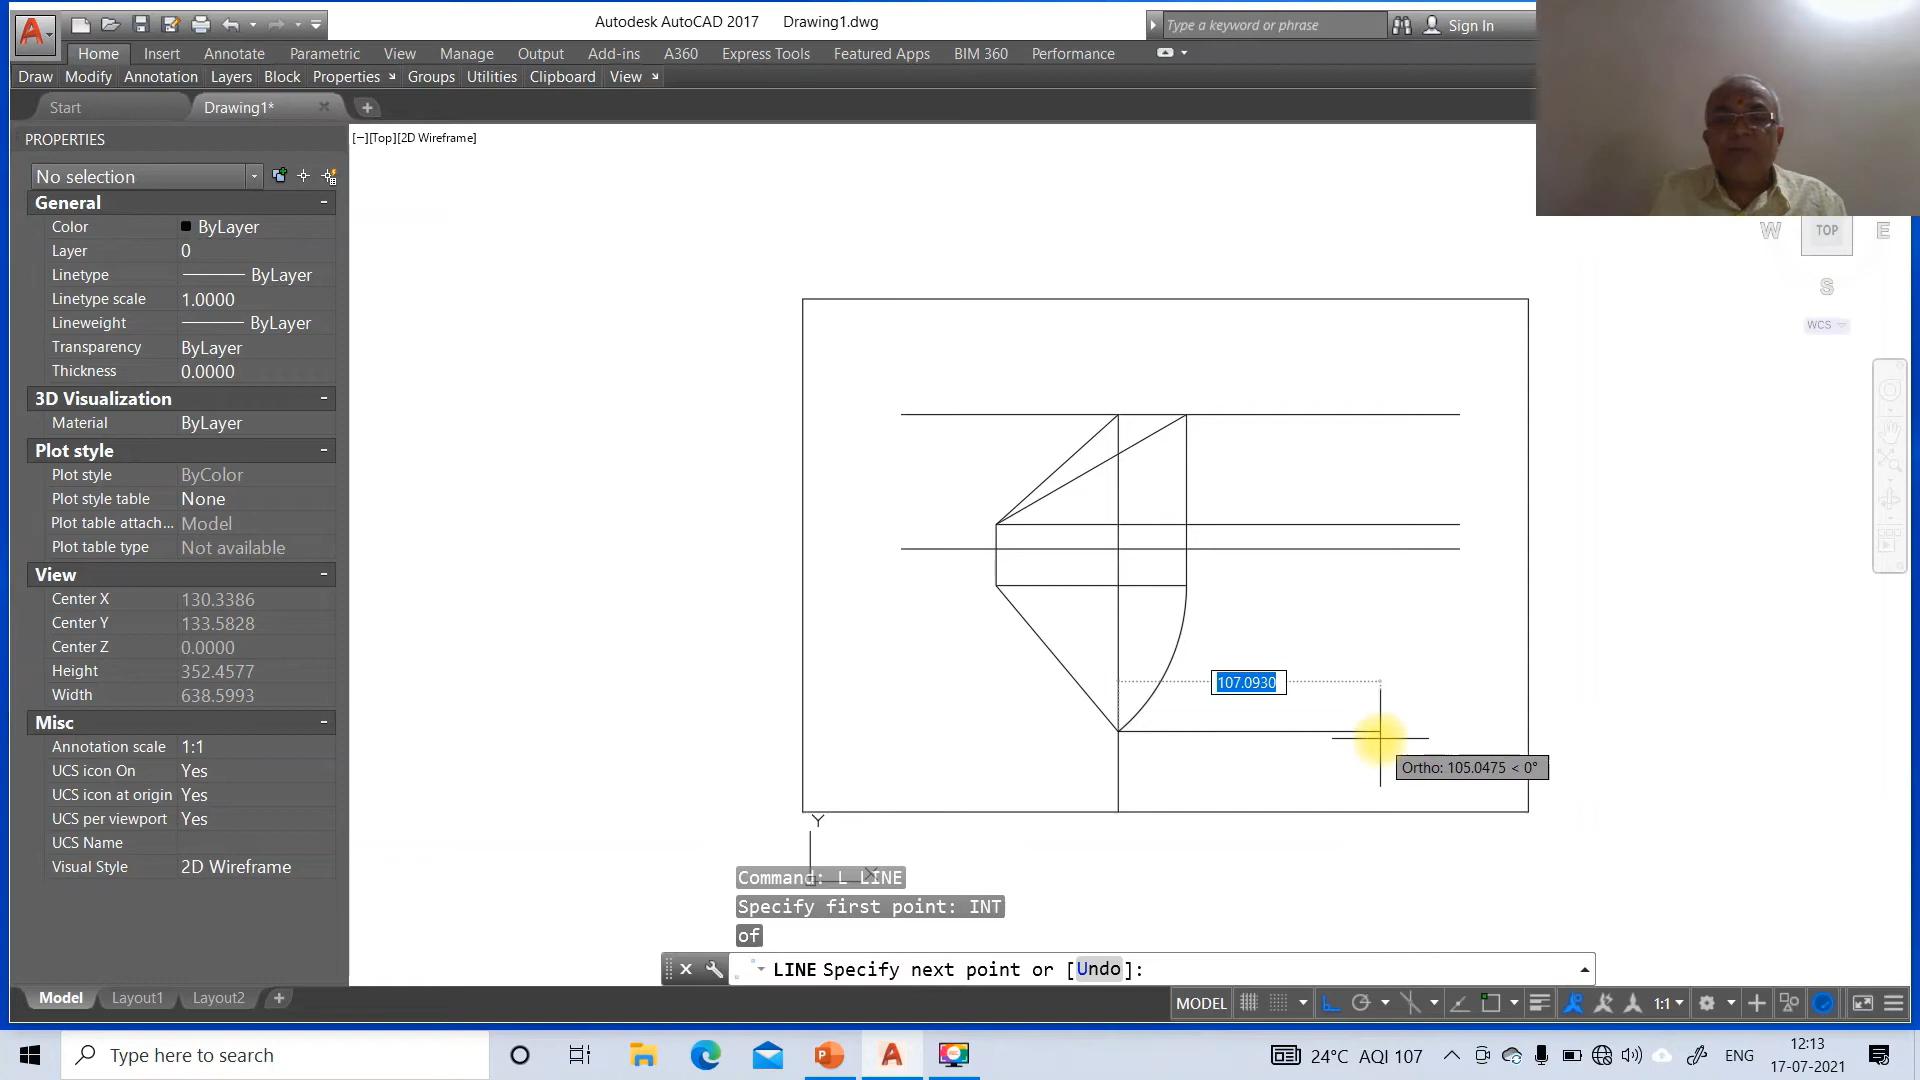 Autodesk AutoCAD 2017 Drawing1.dwg
Type a keyword or phrase
Sign In
Home Insert Annotate Parametric View Manage Output Add-ins A360 Express Tools Featured Apps BIM 360 Performance
Draw Modify Annotation Layers Block Properties Groups Utilities Clipboard View
Start Drawing1*
PROPERTIES
[−][Top][2D Wireframe]
No selection
General
Color ByLayer
Layer 0
Linetype ByLayer
Linetype scale 1.0000
Lineweight ByLayer
Transparency ByLayer
Thickness 0.0000
3D Visualization
Material ByLayer
Plot style
Plot style ByColor
Plot style table None
Plot table attach... Model
Plot table type Not available
View
Center X 130.3386
Center Y 133.5828
Center Z 0.0000
Height 352.4577
Width 638.5993
Misc
Annotation scale 1:1
UCS icon On Yes
UCS icon at origin Yes
UCS per viewport Yes
UCS Name
Visual Style 2D Wireframe
W TOP E
S
WCS
107.0930
Ortho: 105.0475 < 0°
Y
X
Command: L LINE
Specify first point: INT
of
LINE Specify next point or [Undo]:
Model Layout1 Layout2
MODEL 1:1
Type here to search
24°C AQI 107
ENG
12:13
17-07-2021